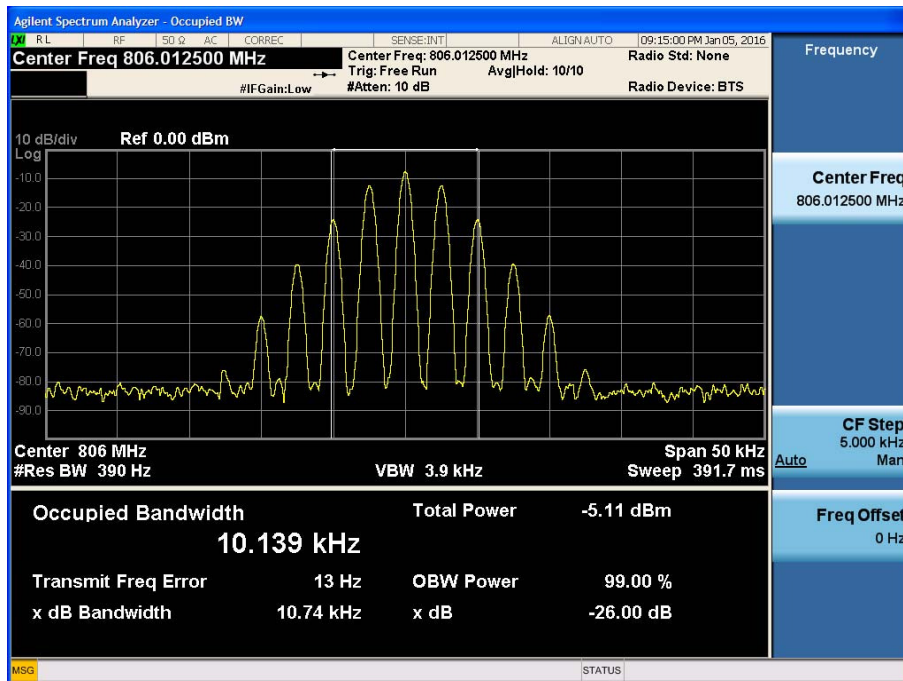 Agilent Spectrum Analyzer - Occupied BW
LXI RL RF 50 Ω AC CORREC SENSE:INT ALIGN AUTO 09:15:00 PM Jan 05, 2016
Center Freq 806.012500 MHz
Center Freq: 806.012500 MHz Radio Std: None
Trig: Free Run Avg|Hold: 10/10
#IFGain:Low #Atten: 10 dB Radio Device: BTS
10 dB/div Ref 0.00 dBm
Log
-10.0
-20.0
-30.0
-40.0
-50.0
-60.0
-70.0
-80.0
-90.0
Center 806 MHz Span 50 kHz
#Res BW 390 Hz VBW 3.9 kHz Sweep 391.7 ms
Occupied Bandwidth Total Power -5.11 dBm
10.139 kHz
Transmit Freq Error 13 Hz OBW Power 99.00 %
x dB Bandwidth 10.74 kHz x dB -26.00 dB
Frequency
Center Freq
806.012500 MHz
CF Step
5.000 kHz
Auto Man
Freq Offset
0 Hz
MSG STATUS